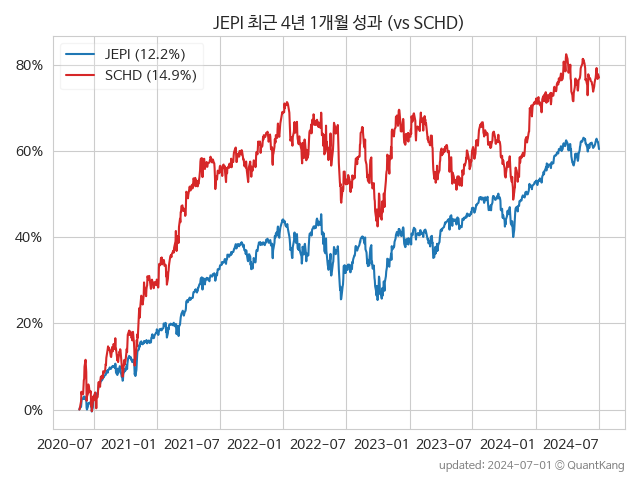 JEPI 최근 4년 1개월 성과 (vs SCHD)
JEPI (12.2%)
SCHD (14.9%)
80%
60%
40%
20%
0%
2020-07 2021-01 2021-07 2022-01 2022-07 2023-01 2023-07 2024-01 2024-07
updated: 2024-07-01 © QuantKang